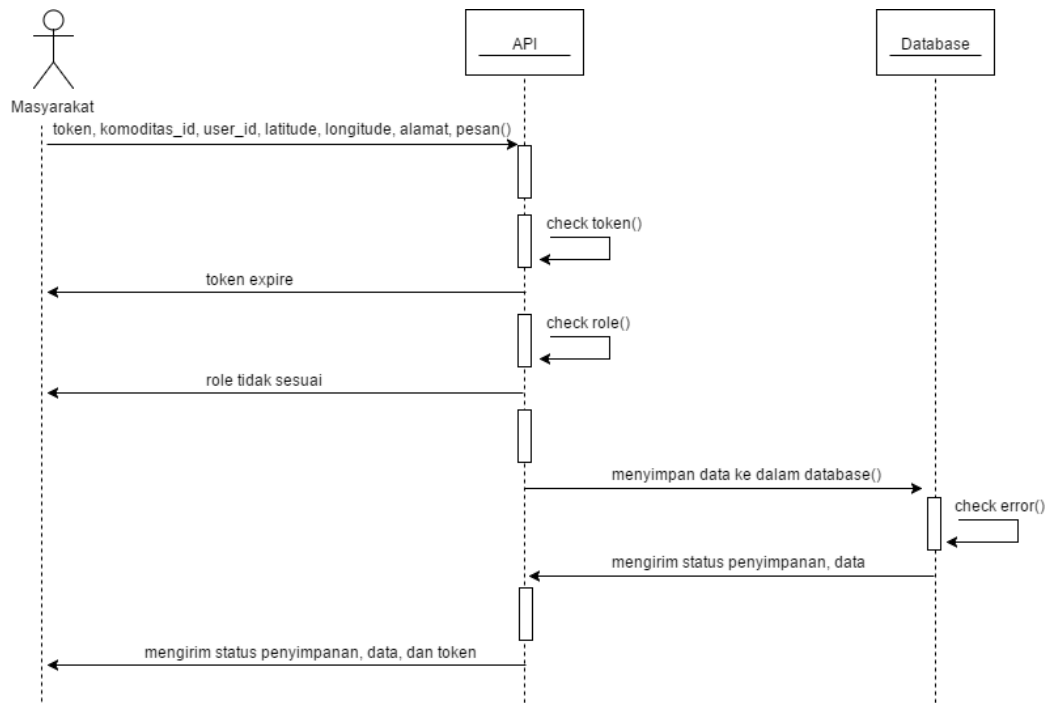 API
Database
Masyarakat
token, komoditas_id, user_id, latitude, longitude, alamat, pesan()
check token()
token expire
check role()
role tidak sesuai
menyimpan data ke dalam database()
check error()
mengirim status penyimpanan, data
mengirim status penyimpanan, data, dan token